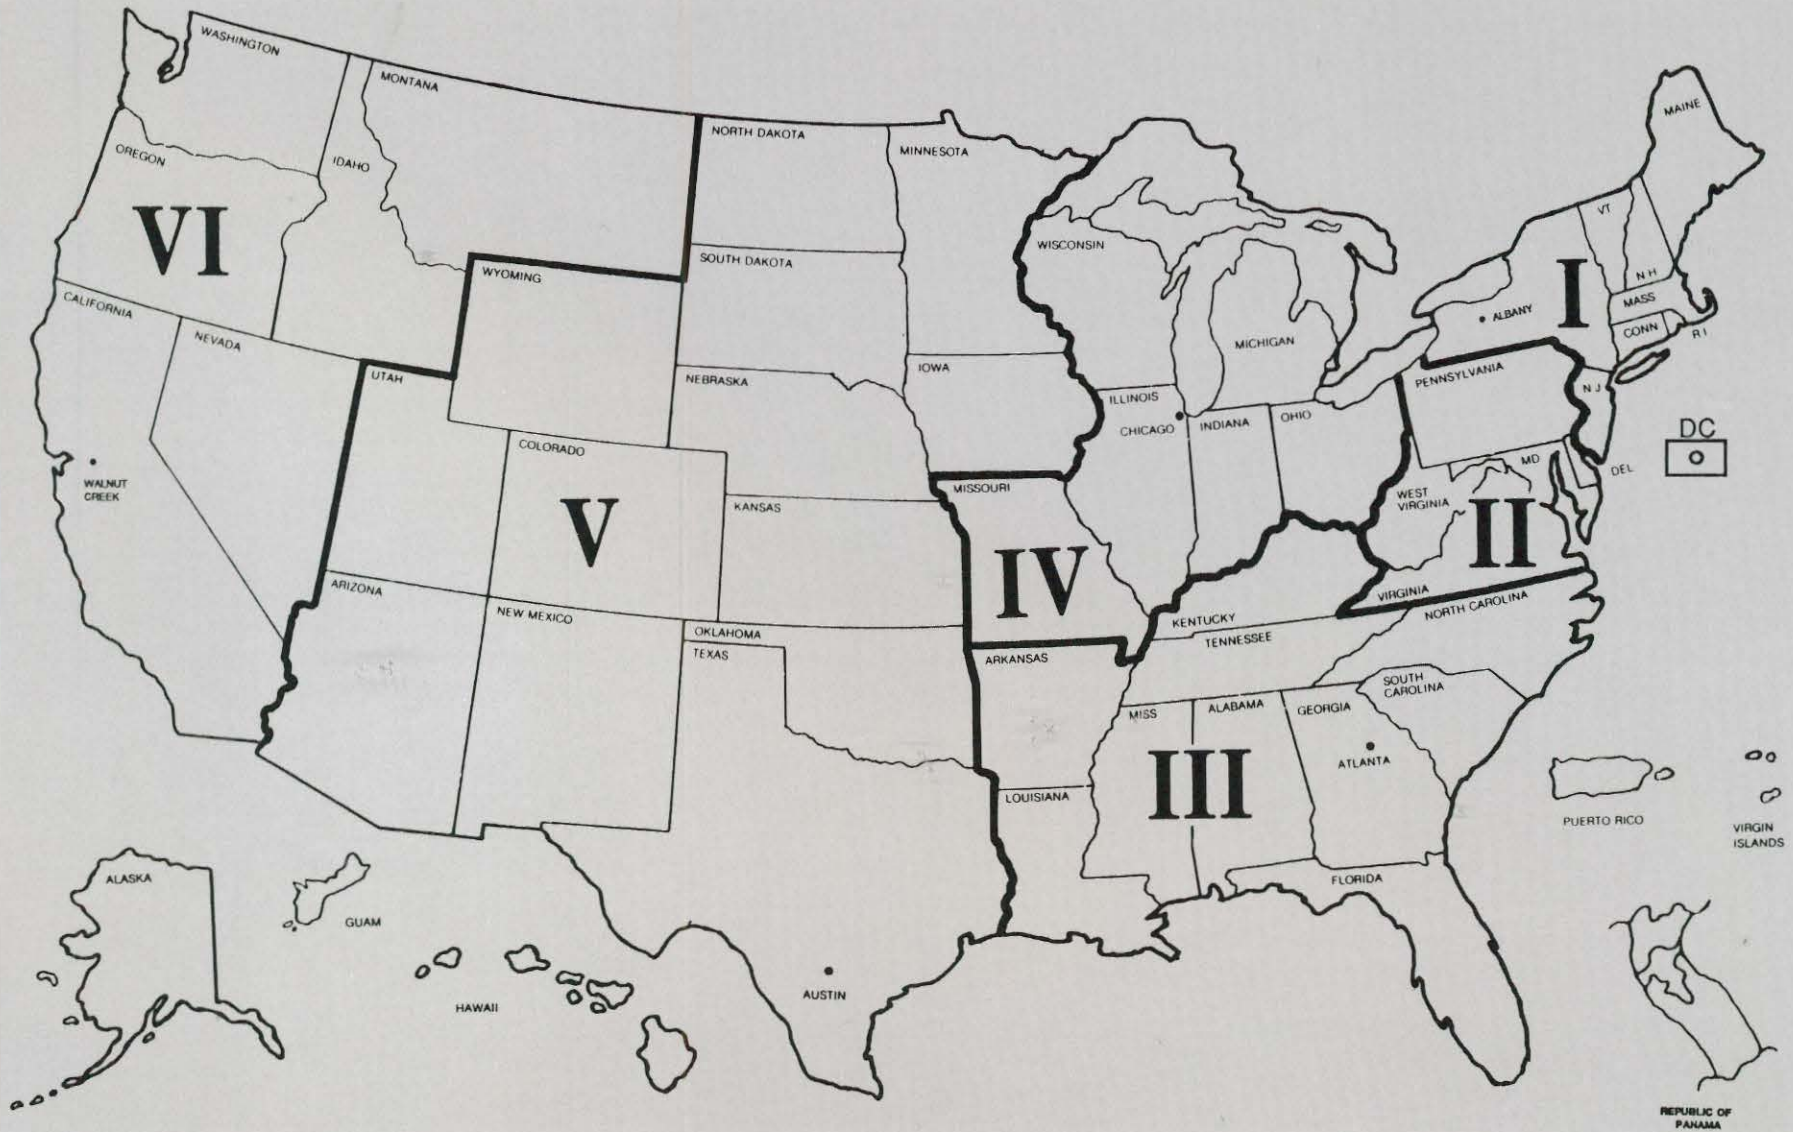 WASHINGTON
MONTANA
NORTH DAKOTA
MINNESOTA
MAINE
OREGON
IDAHO
VI
WISCONSIN
VT
N H
I
WYOMING
SOUTH DAKOTA
MASS
CALIFORNIA
ALBANY
CONN
R I
NEVADA
MICHIGAN
UTAH
NEBRASKA
IOWA
PENNSYLVANIA
N J
ILLINOIS
CHICAGO
INDIANA
OHIO
DC
COLORADO
MD
DEL
WALNUT
CREEK
MISSOURI
WEST
VIRGINIA
KANSAS
V
II
IV
ARIZONA
VIRGINIA
NEW MEXICO
NORTH CAROLINA
OKLAHOMA
KENTUCKY
TENNESSEE
TEXAS
ARKANSAS
SOUTH
CAROLINA
MISS
ALABAMA
GEORGIA
ATLANTA
III
LOUISIANA
PUERTO RICO
VIRGIN
ISLANDS
ALASKA
FLORIDA
GUAM
AUSTIN
HAWAII
REPUBLIC OF
PANAMA